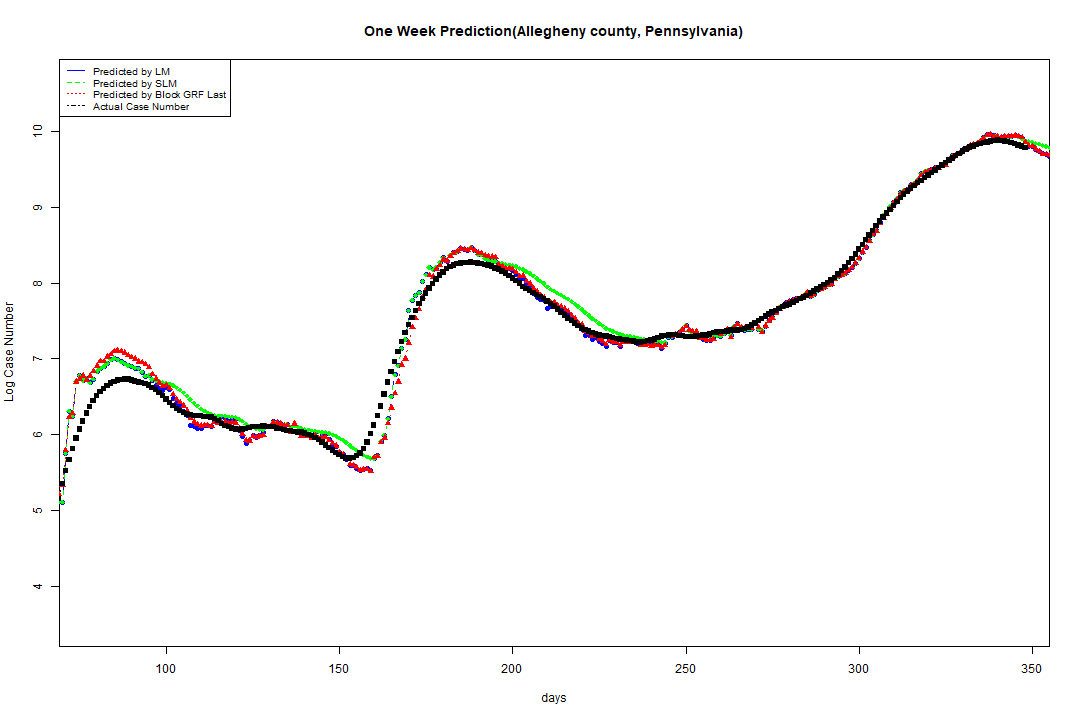 One Week Prediction(Allegheny county, Pennsylvania)
Predicted by LM
Predicted by SLM
Predicted by Block GRF Last
Actual Case Number
10
9
8
7
6
5
4
Log Case Number
100 150 200 250 300 350
days